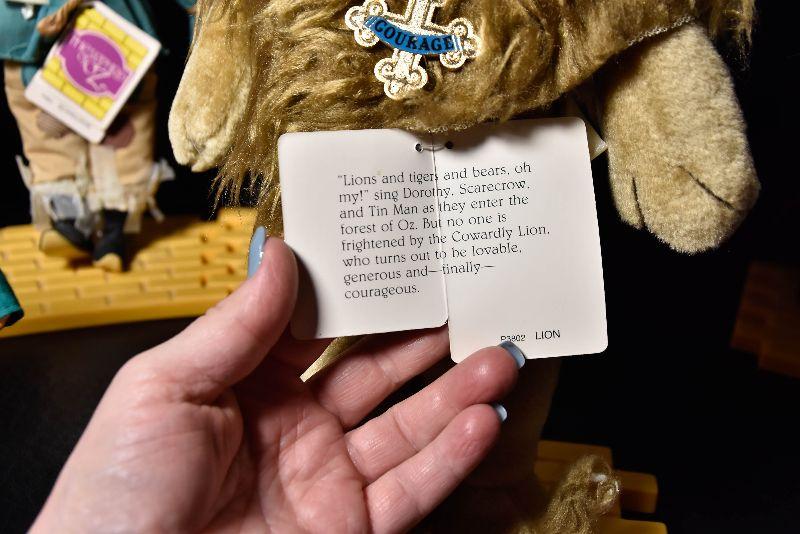 COURAGE
"Lions and tigers and bears, oh
my!" sing Dorothy, Scarecrow,
and Tin Man as they enter the
forest of Oz. But no one is
frightened by the Cowardly Lion,
who turns out to be lovable,
generous and—finally—
courageous.
P3802 LION